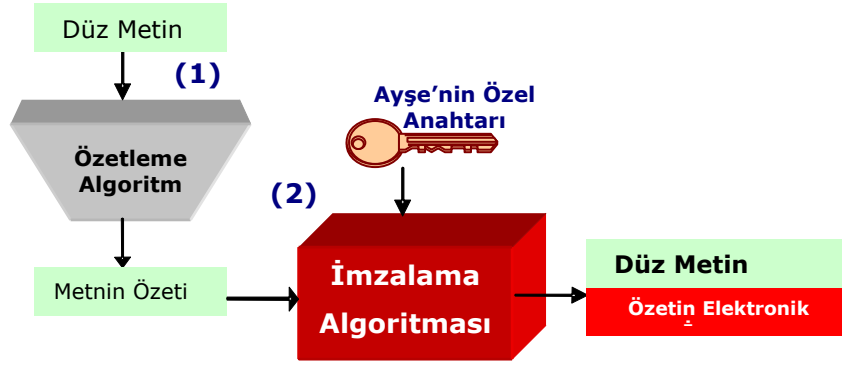 Düz Metin
(1)
Ayşe’nin Özel
Anahtarı
Özetleme
Algoritm
(2)
Metnin Özeti
İmzalama
Algoritması
Düz Metin
Özetin Elektronik